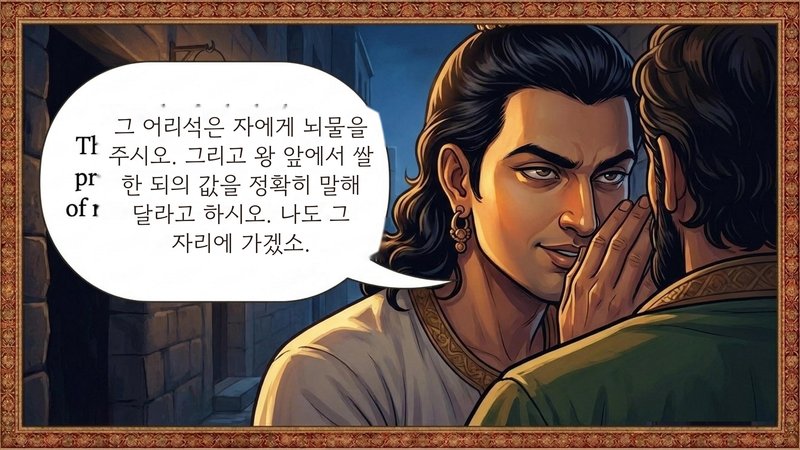 그 어리석은 자에게 뇌물을
주시오. 그리고 왕 앞에서 쌀
한 되의 값을 정확히 말해
달라고 하시오. 나도 그
자리에 가겠소.
of